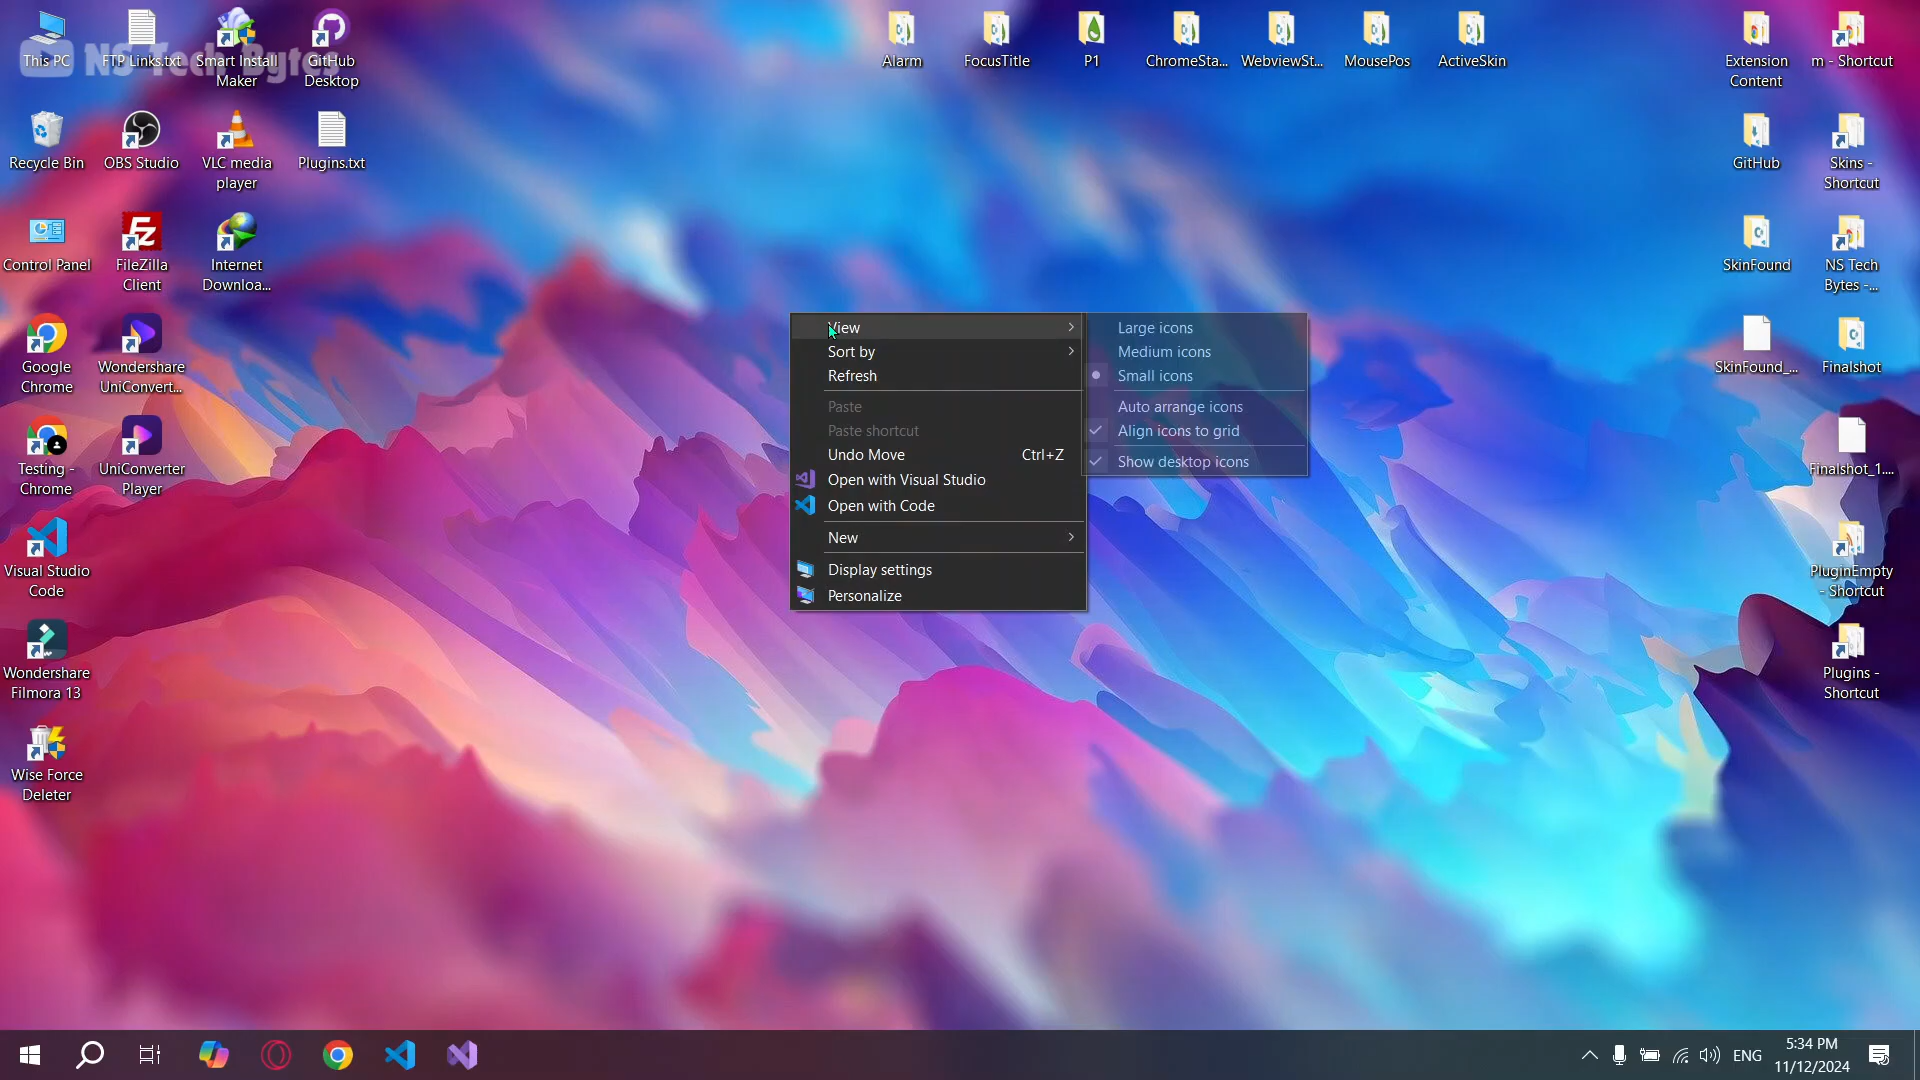 This PC
FTP Links.txt
Smart Install
Maker
GitHub
Desktop
NS Tech Bytes
Alarm
FocusTitle
P1
ChromeSta...
WebviewSt...
MousePos
ActiveSkin
Extension
Content
m - Shortcut
Recycle Bin
OBS Studio
VLC media
player
Plugins.txt
GitHub
Skins -
Shortcut
Control Panel
FileZilla
Client
Internet
Downloa...
SkinFound
NS Tech
Bytes -...
Google
Chrome
Wondershare
UniConvert...
SkinFound_...
Finalshot
Testing -
Chrome
UniConverter
Player
Finalshot_1....
Visual Studio
Code
PluginEmpty
- Shortcut
Wondershare
Filmora 13
Plugins -
Shortcut
Wise Force
Deleter
View
Sort by
Refresh
Paste
Paste shortcut
Undo Move Ctrl+Z
Open with Visual Studio
Open with Code
New
Display settings
Personalize
Large icons
Medium icons
Small icons
Auto arrange icons
Align icons to grid
Show desktop icons
ENG
5:34 PM
11/12/2024